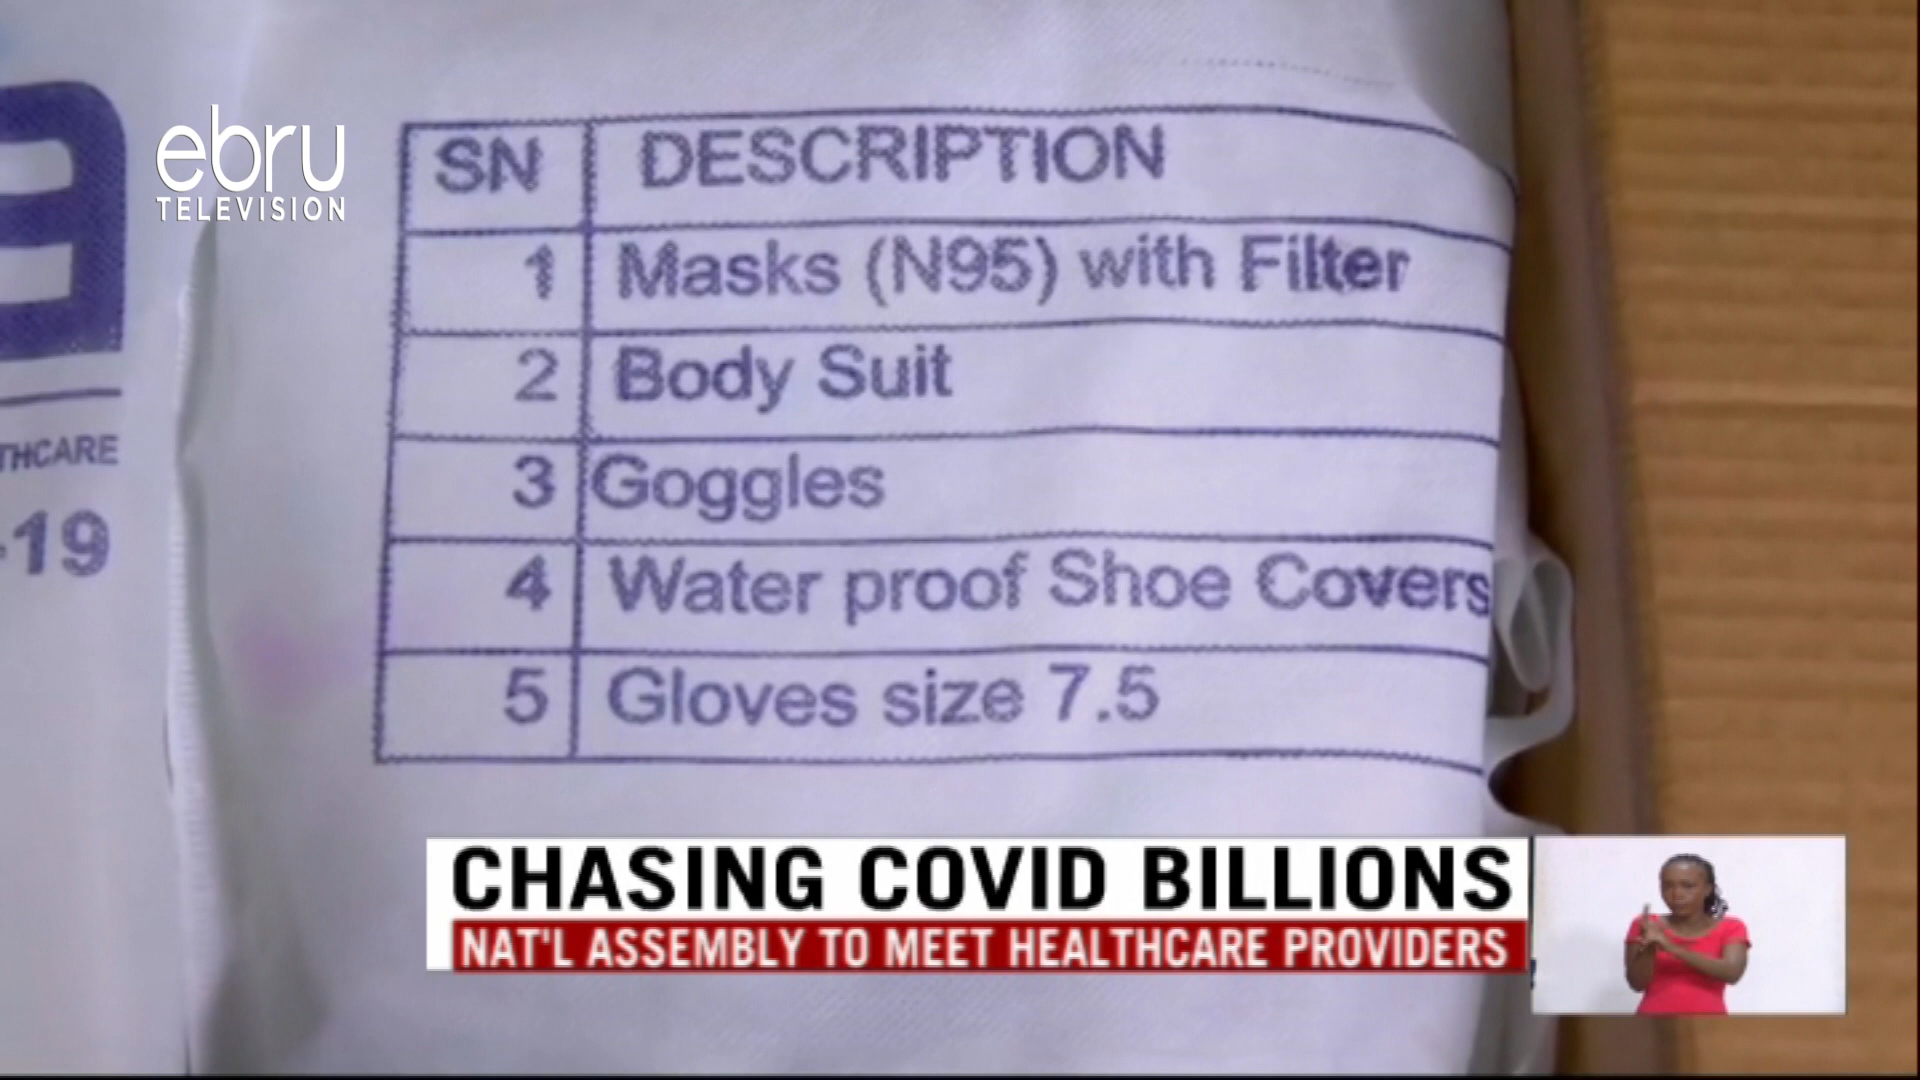 ebru
TELEVISION
THCARE
-19
SN DESCRIPTION
1 Masks (N95) with Filter
2 Body Suit
3 Goggles
4 Water proof Shoe Covers
5 Gloves size 7.5
CHASING COVID BILLIONS
NAT'L ASSEMBLY TO MEET HEALTHCARE PROVIDERS